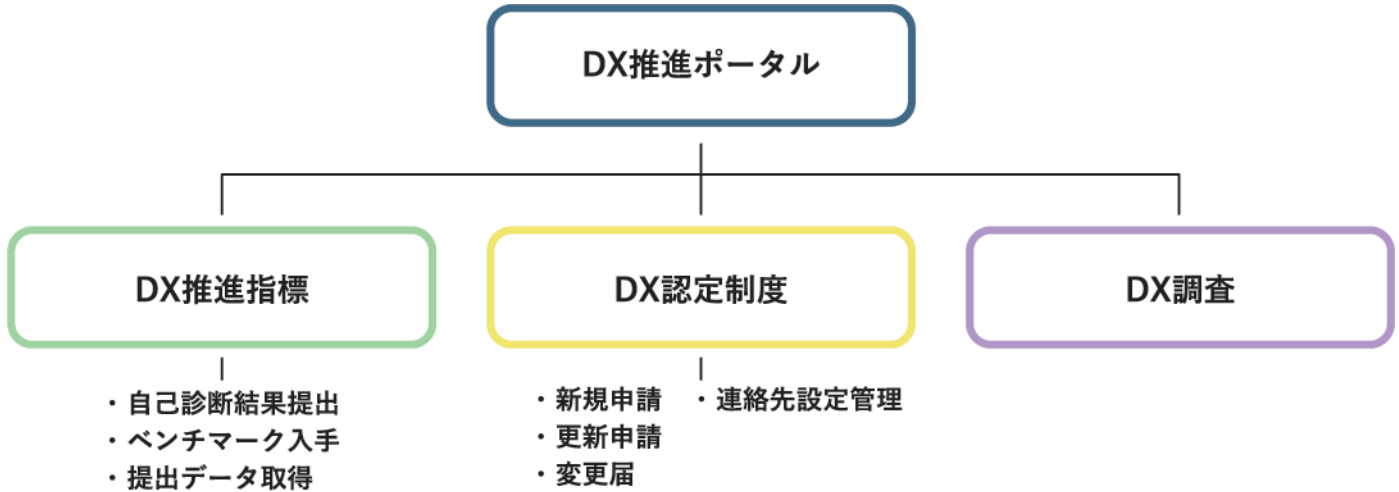 DX推進ポータル
DX推進指標
DX認定制度
DX調査
・自己診断結果提出
・ベンチマーク入手
・提出データ取得
・新規申請
・更新申請
・変更届
・連絡先設定管理